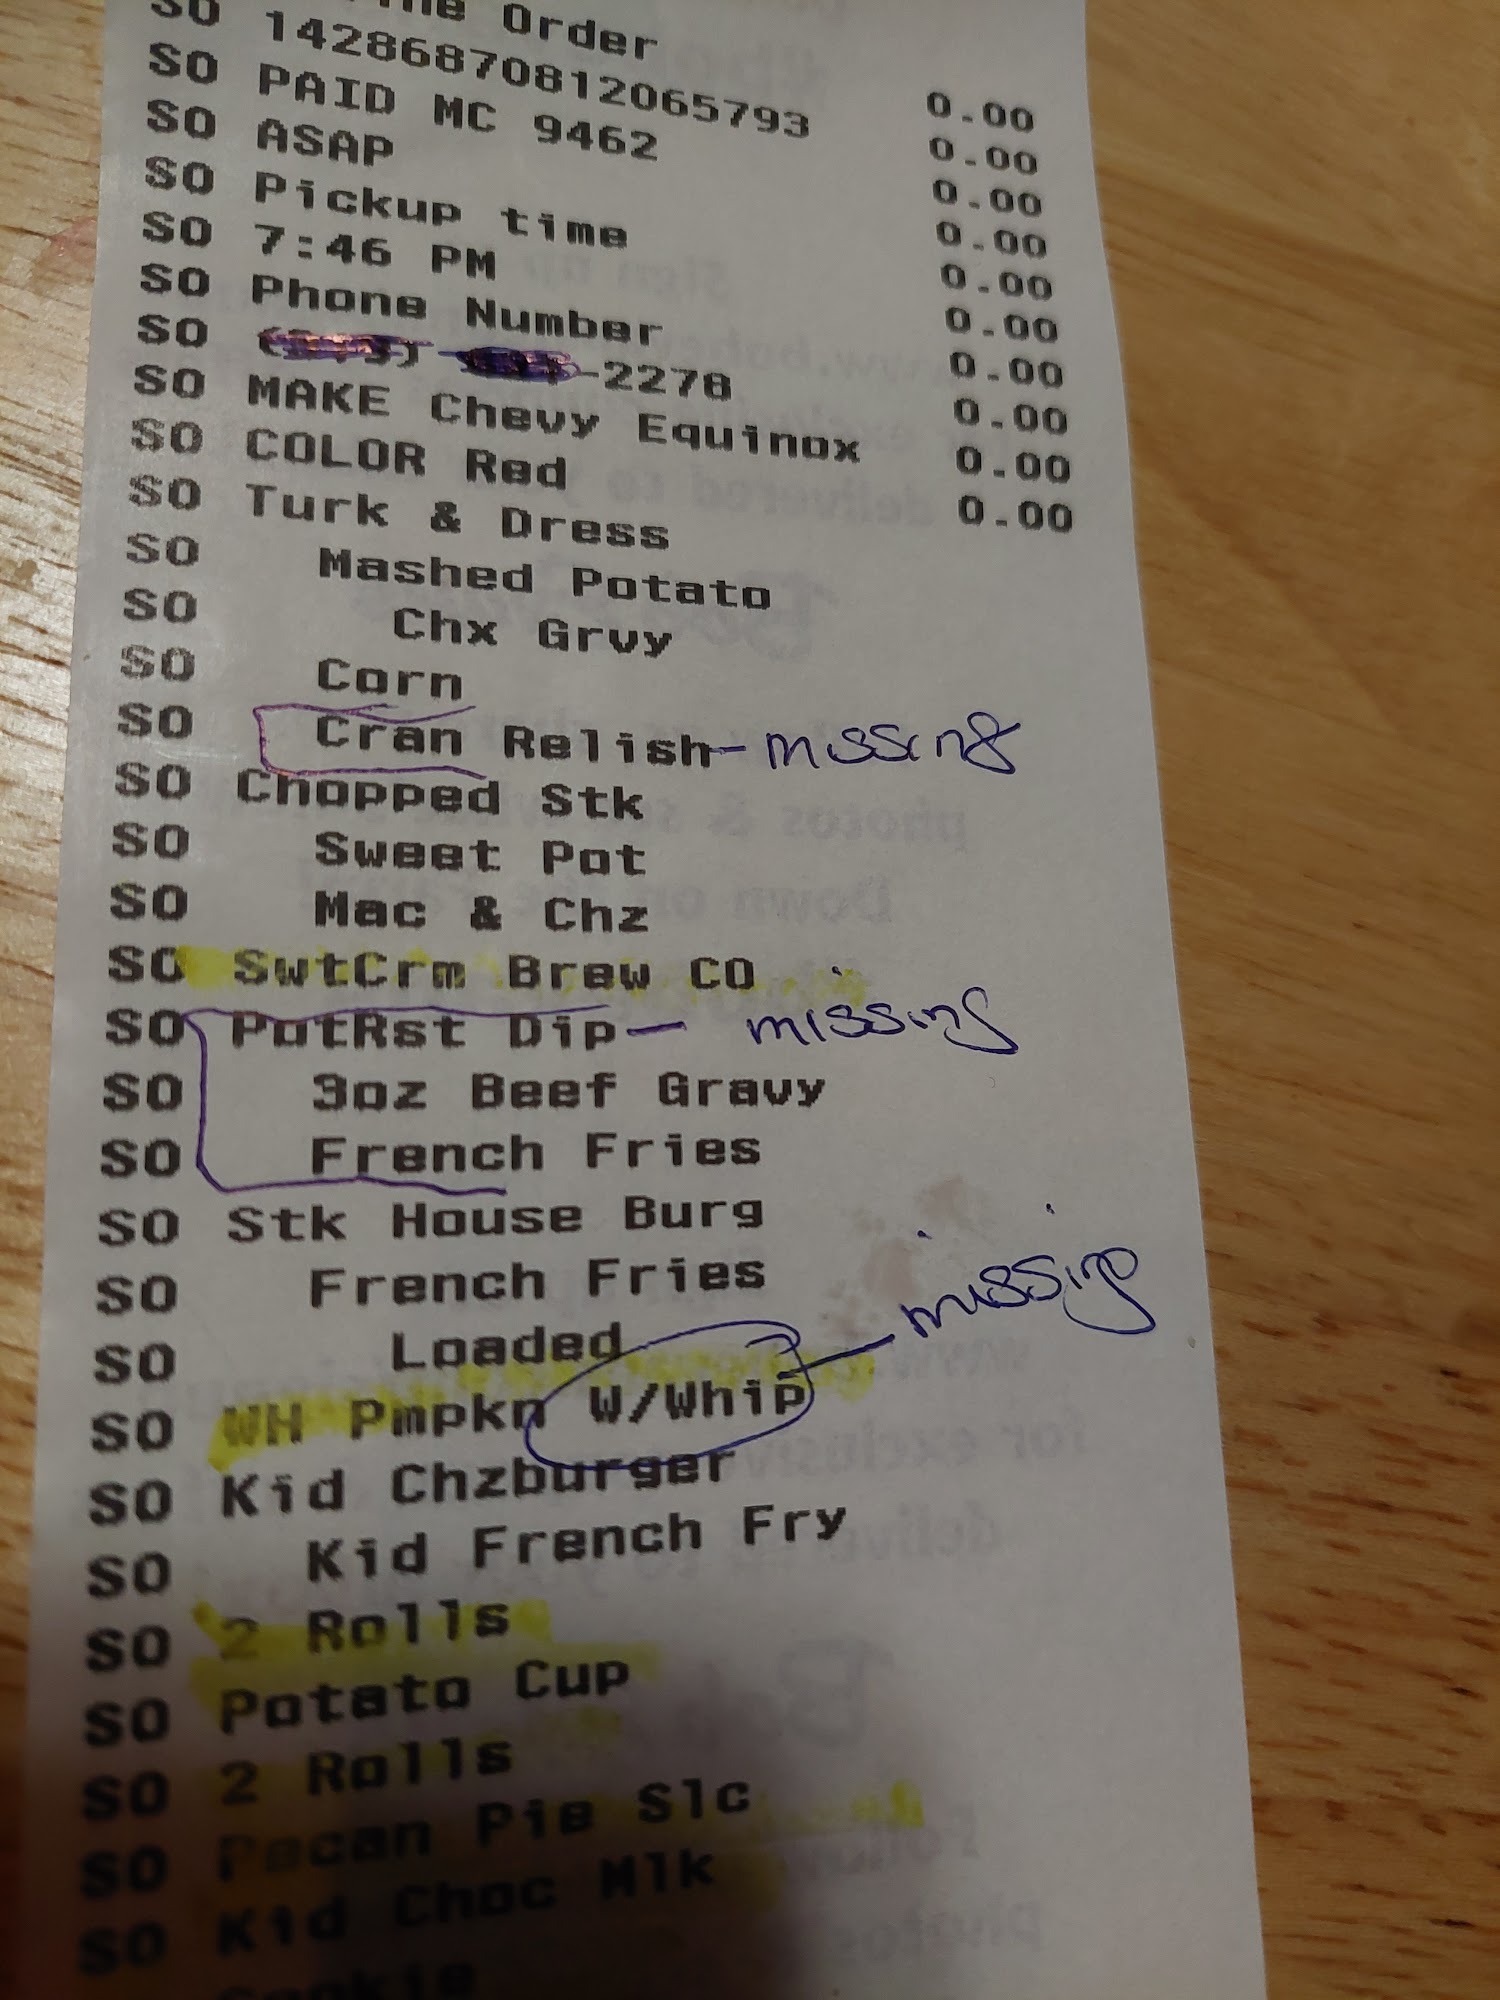 Order
SO 14286870812065793 0.00
SO PAID MC 9462 0.00
SO ASAP 0.00
SO Pickup time 0.00
SO 7:46 PM 0.00
SO Phone Number 0.00
SO -2278 0.00
SO MAKE Chevy Equinox 0.00
SO COLOR Red 0.00
SO Turk & Dress 0.00
SO Mashed Potato
SO Chx Grvy
SO Corn
SO Cran Relish - missing
SO Chopped Stk
SO Sweet Pot
SO Mac & Chz
SO SwtCrm Brew CO
SO PotRst Dip - missing
SO 3oz Beef Gravy
SO French Fries
SO Stk House Burg
SO French Fries
SO Loaded
SO WH Pmpkn W/Whip - missing
SO Kid Chzburger
SO Kid French Fry
SO 2 Rolls
SO Potato Cup
SO 2 Rolls
SO Pecan Pie Slc
SO Kid Choc Mlk
Cookie